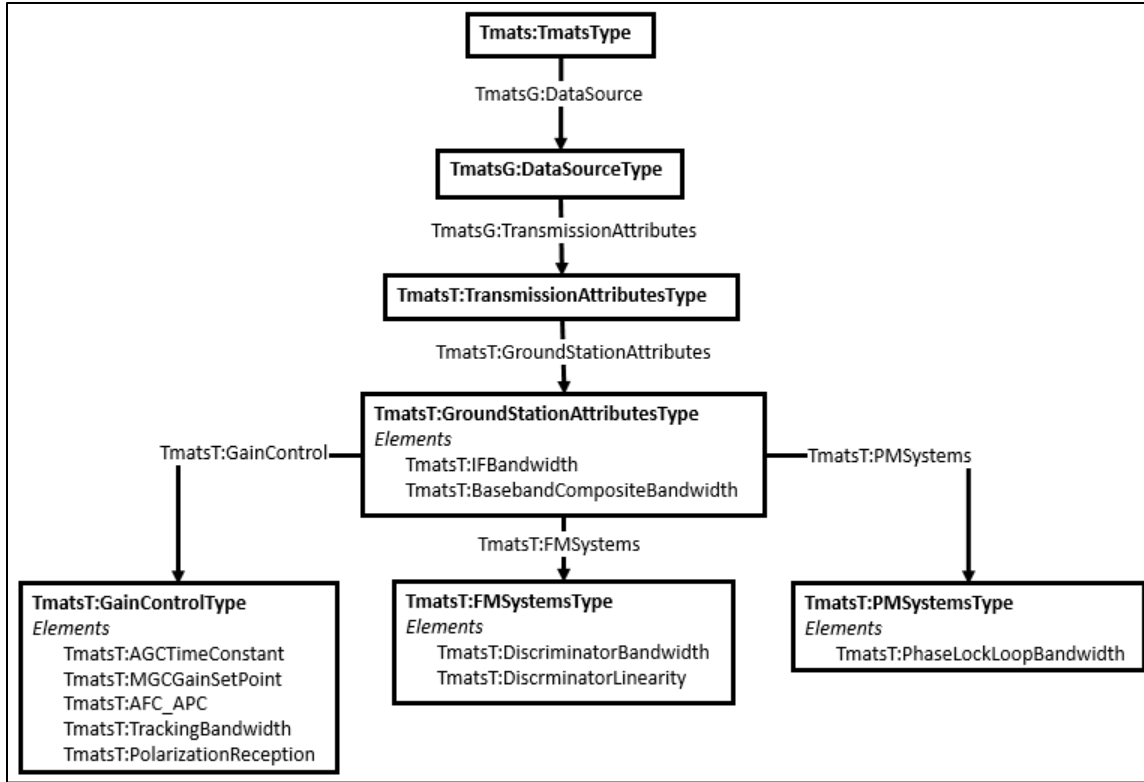 Tmats:TmatsType
TmatsG:DataSource
TmatsG:DataSourceType
TmatsG:TransmissionAttributes
TmatsT:TransmissionAttributesType
TmatsT:GroundStationAttributes
TmatsT:GroundStationAttributesType
Elements
TmatsT:IFBandwidth
TmatsT:BasebandCompositeBandwidth
TmatsT:GainControl
TmatsT:PMSystems
TmatsT:FMSystems
TmatsT:GainControlType
Elements
TmatsT:AGCTimeConstant
TmatsT:MGCGainSetPoint
TmatsT:AFC_APC
TmatsT:TrackingBandwidth
TmatsT:PolarizationReception
TmatsT:FMSystemsType
Elements
TmatsT:DiscriminatorBandwidth
TmatsT:DiscrminatorLinearity
TmatsT:PMSystemsType
Elements
TmatsT:PhaseLockLoopBandwidth